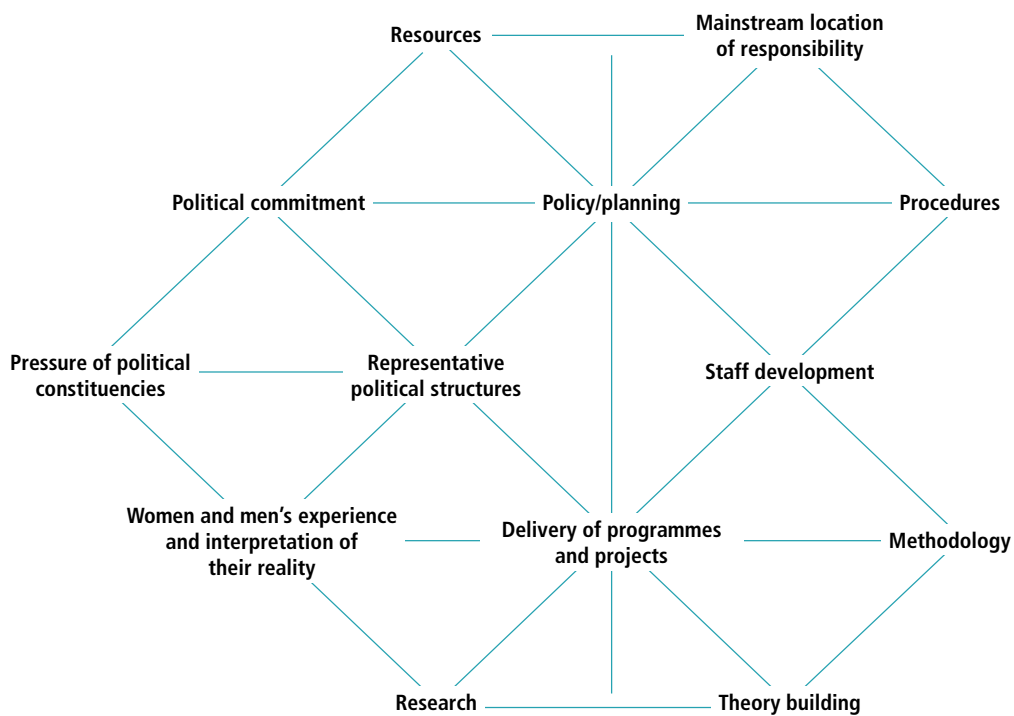 Resources
Mainstream location
of responsibility
Political commitment
Policy/planning
Procedures
Pressure of political
constituencies
Representative
political structures
Staff development
Women and men’s experience
and interpretation of
their reality
Delivery of programmes
and projects
Methodology
Research
Theory building